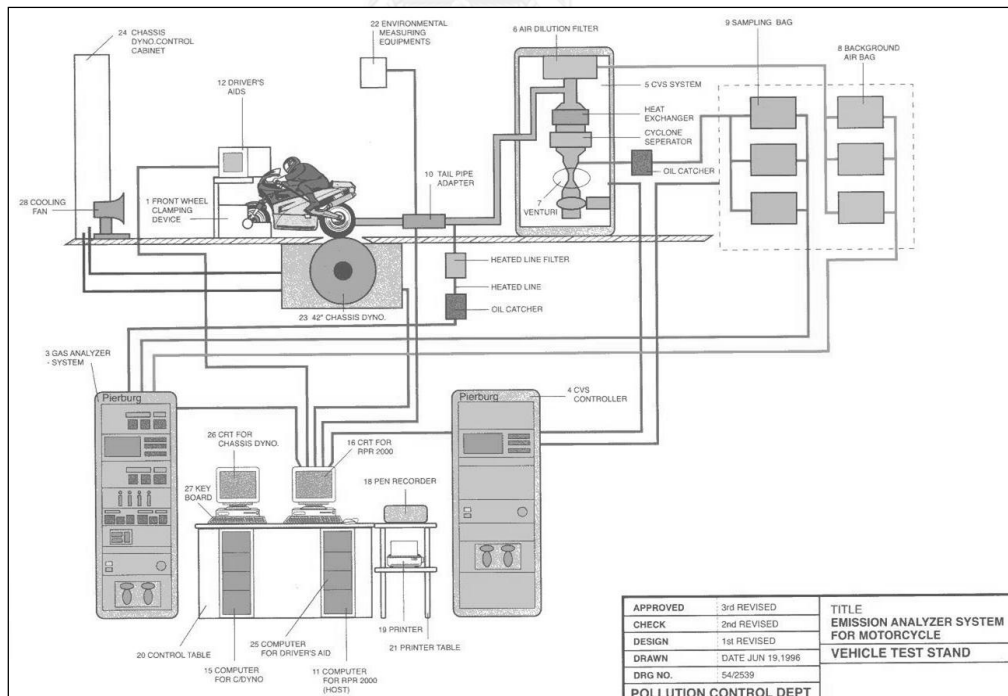 24 CHASSIS
DYNO.CONTROL
CABINET
22 ENVIRONMENTAL
MEASURING
EQUIPMENTS
6 AIR DILUTION FILTER
9 SAMPLING BAG
8 BACKGROUND
AIR BAG
12 DRIVER'S
AIDS
5 CVS SYSTEM
HEAT
EXCHANGER
CYCLONE
SEPERATOR
OIL CATCHER
10 TAIL PIPE
ADAPTER
7
VENTURI
28 COOLING
FAN
1 FRONT WHEEL
CLAMPING
DEVICE
HEATED LINE FILTER
HEATED LINE
OIL CATCHER
23 42" CHASSIS DYNO.
3 GAS ANALYZER
- SYSTEM
Pierburg
4 CVS
CONTROLLER
Pierburg
26 CRT FOR
CHASSIS DYNO.
16 CRT FOR
RPR 2000
27 KEY
BOARD
18 PEN RECORDER
19 PRINTER
21 PRINTER TABLE
20 CONTROL TABLE
25 COMPUTER
FOR DRIVER'S AID
15 COMPUTER
FOR C/DYNO
11 COMPUTER
FOR RPR 2000
(HOST)
APPROVED 3rd REVISED
CHECK 2nd REVISED
DESIGN 1st REVISED
DRAWN DATE JUN 19,1996
DRG NO. 54/2539
POLLUTION CONTROL DEPT
TITLE
EMISSION ANALYZER SYSTEM
FOR MOTORCYCLE
VEHICLE TEST STAND